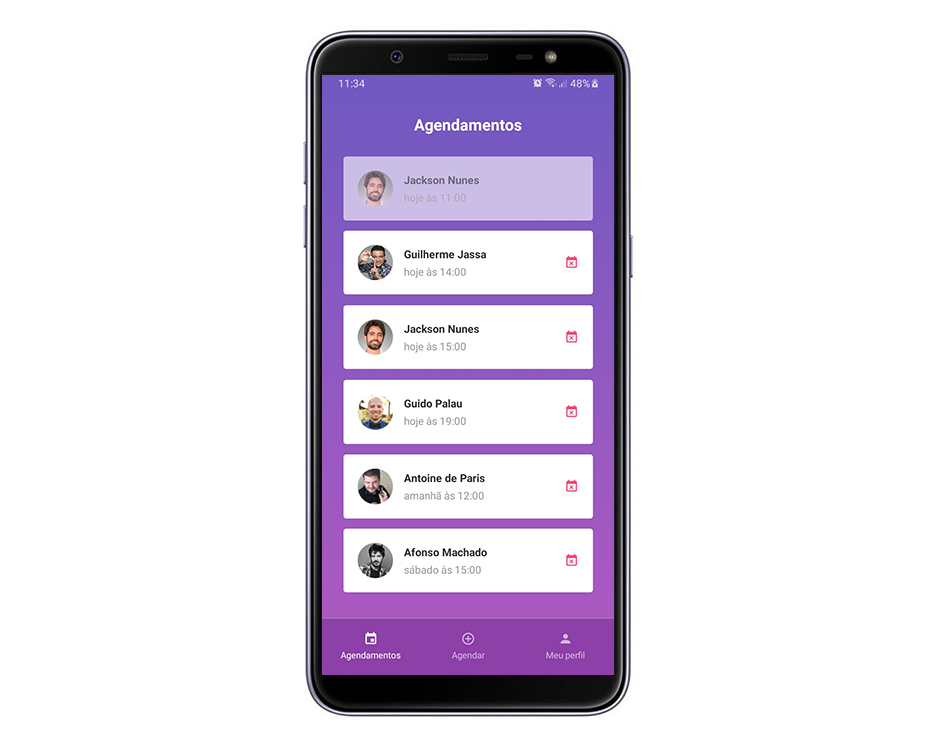 11:34
48%
Agendamentos
Jackson Nunes
hoje às 11:00
Guilherme Jassa
hoje às 14:00
Jackson Nunes
hoje às 15:00
Guido Palau
hoje às 19:00
Antoine de Paris
amanhã às 12:00
Afonso Machado
sábado às 15:00
Agendamentos
Agendar
Meu perfil